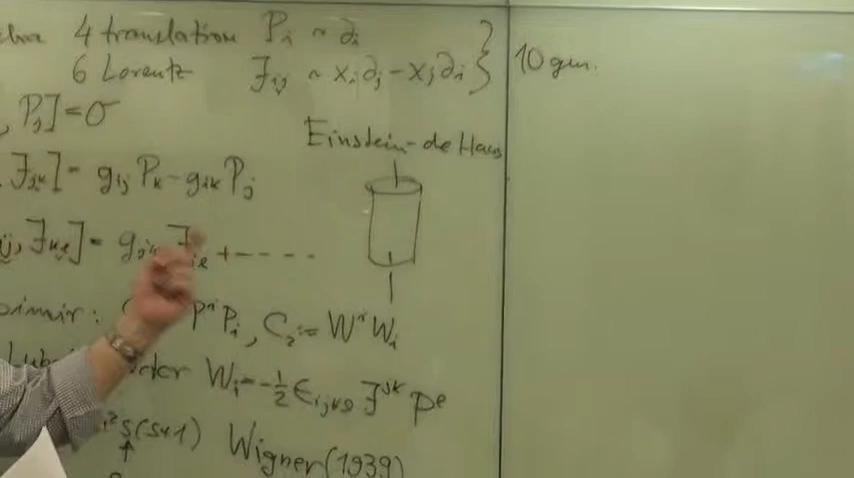 4 translation P_i ~ ∂_i
6 Lorentz J_ij ~ x_i ∂_j - x_j ∂_i } 10 gen.
, P_j] = 0
Einstein-de Haas
J_jk] = g_ij P_k - g_ik P_j
J_kl] = g_jk J_il + - - - -
P^i P_i, C_2 := W^i W_i
W_i = -1/2 ε_ijkl J^jk P^l
s(s+1) Wigner (1939)